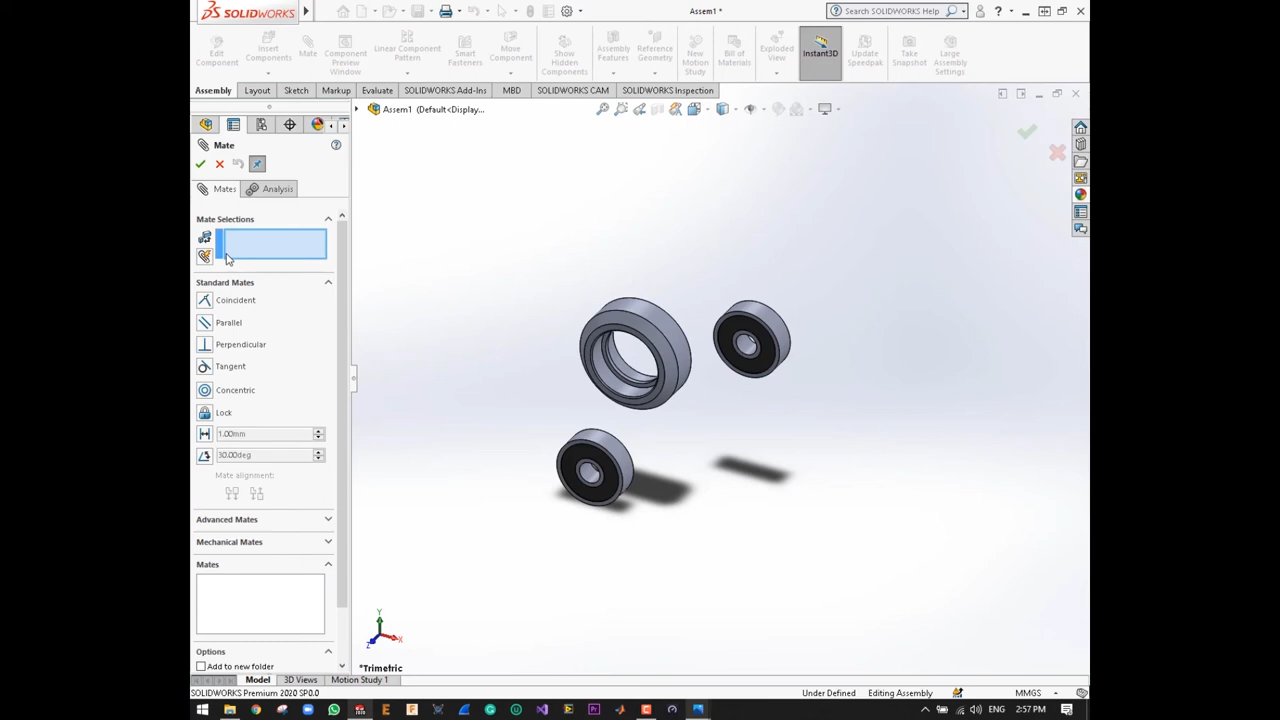 SOLIDWORKS
Assem1 *
Search SOLIDWORKS Help
Edit Component
Insert Components
Mate
Component Preview Window
Linear Component Pattern
Smart Fasteners
Move Component
Show Hidden Components
Assembly Features
Reference Geometry
New Motion Study
Bill of Materials
Exploded View
Instant3D
Update Speedpak
Take Snapshot
Large Assembly Settings
Assembly Layout Sketch Markup Evaluate SOLIDWORKS Add-Ins MBD SOLIDWORKS CAM SOLIDWORKS Inspection
Assem1 (Default<Display...
Mate
Mates Analysis
Mate Selections
Standard Mates
Coincident
Parallel
Perpendicular
Tangent
Concentric
Lock
1.00mm
30.00deg
Mate alignment:
Advanced Mates
Mechanical Mates
Mates
Options
Add to new folder
Y
X
Z
*Trimetric
Model 3D Views Motion Study 1
SOLIDWORKS Premium 2020 SP0.0
Under Defined Editing Assembly MMGS
ENG 2:57 PM